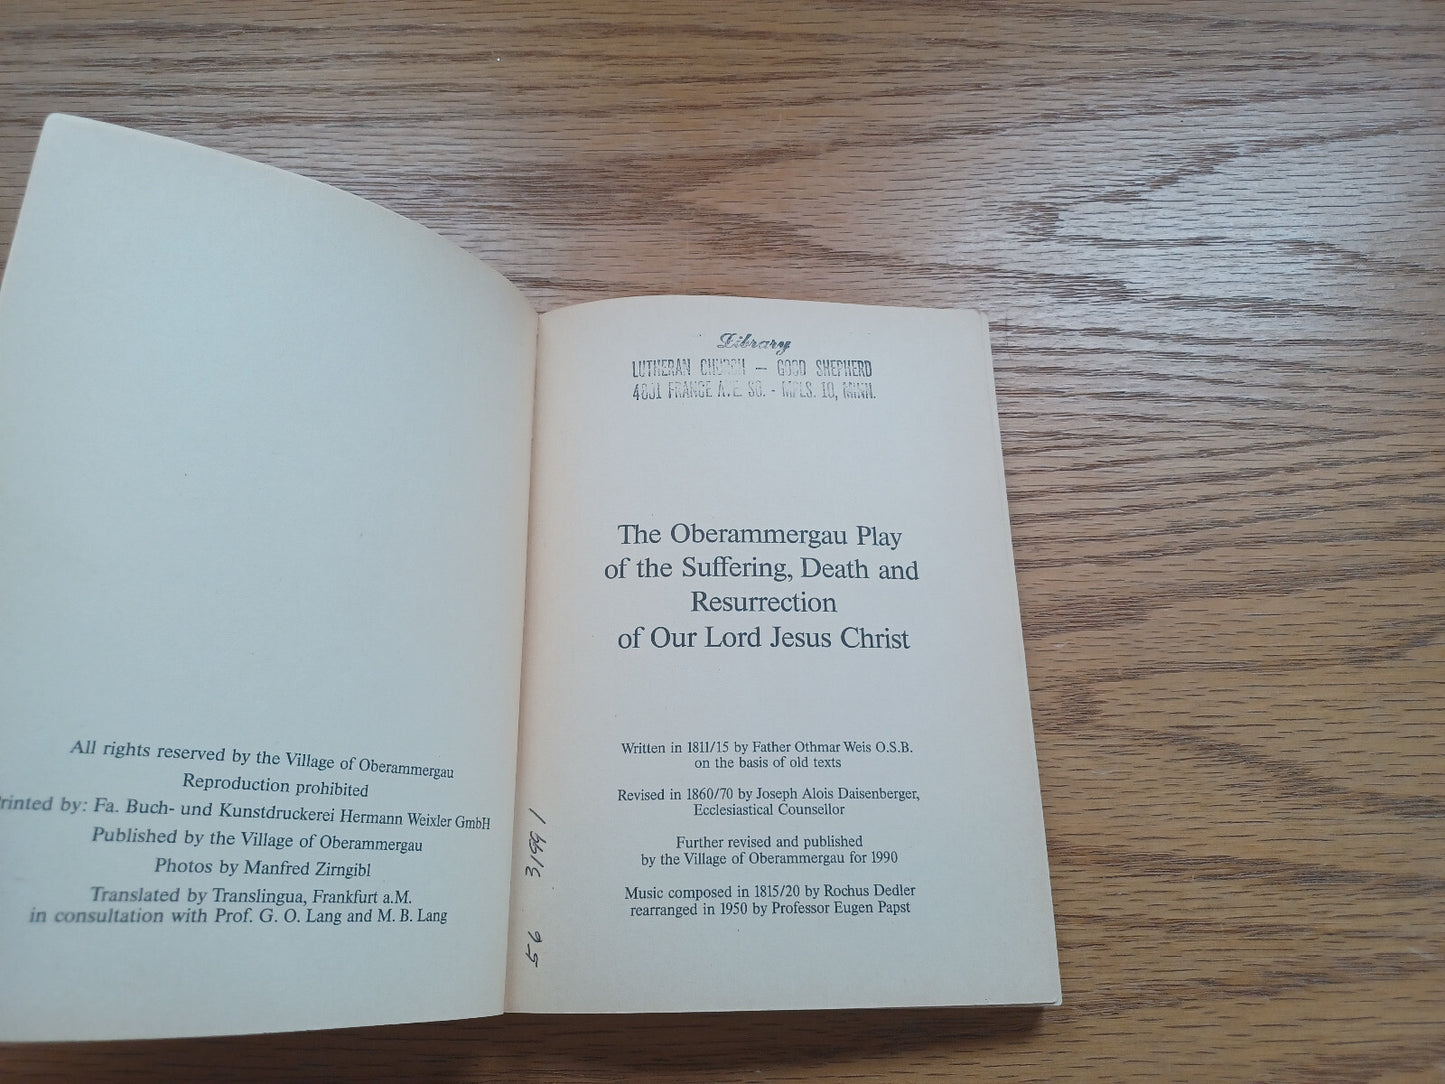 All rights reserved by the Village of Oberammergau
Reproduction prohibited
rinted by: Fa. Buch- und Kunstdruckerei Hermann Weixler GmbH
Published by the Village of Oberammergau
Photos by Manfred Zirngibl
Translated by Translingua, Frankfurt a.M.
in consultation with Prof. G. O. Lang and M. B. Lang
Library
LUTHERAN CHURCH — GOOD SHEPHERD
4801 FRANCE AVE. SO. - MPLS. 10, MINN.
The Oberammergau Play
of the Suffering, Death and
Resurrection
of Our Lord Jesus Christ
Written in 1811/15 by Father Othmar Weis O.S.B.
on the basis of old texts
Revised in 1860/70 by Joseph Alois Daisenberger,
Ecclesiastical Counsellor
Further revised and published
by the Village of Oberammergau for 1990
Music composed in 1815/20 by Rochus Dedler
rearranged in 1950 by Professor Eugen Papst
56 31991